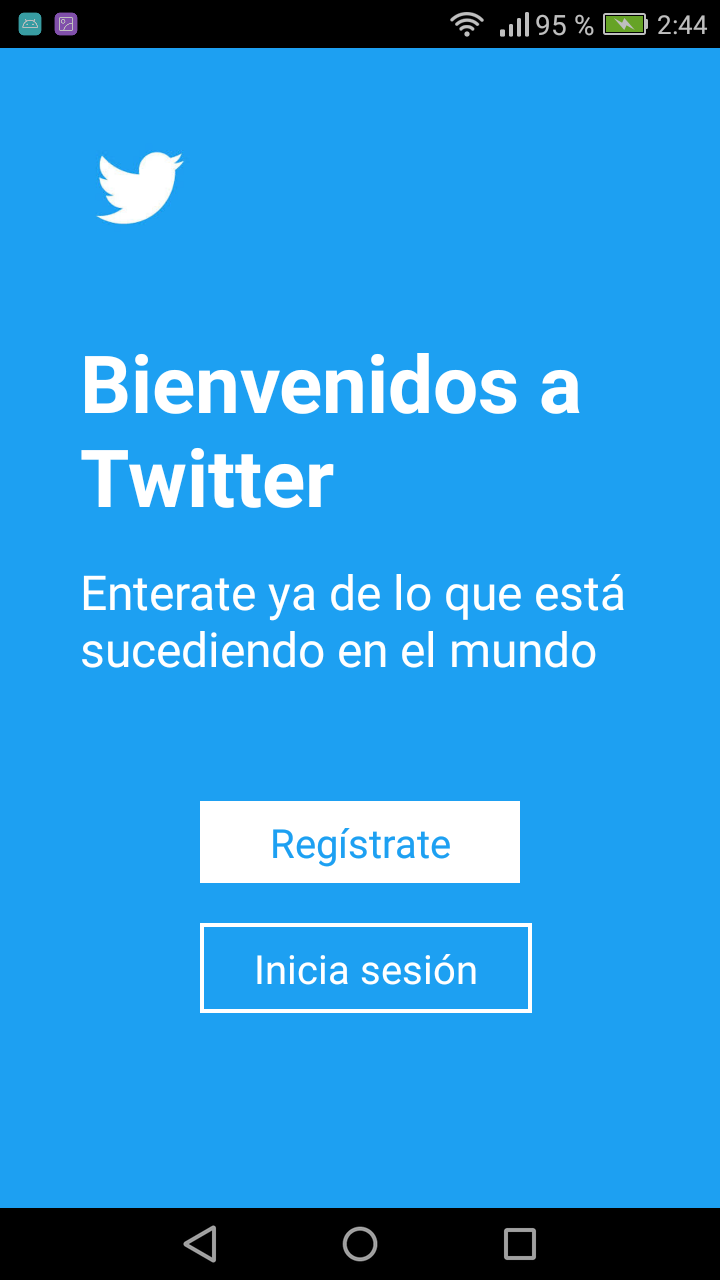 95 % 2:44
Bienvenidos a
Twitter
Enterate ya de lo que está
sucediendo en el mundo
Regístrate
Inicia sesión